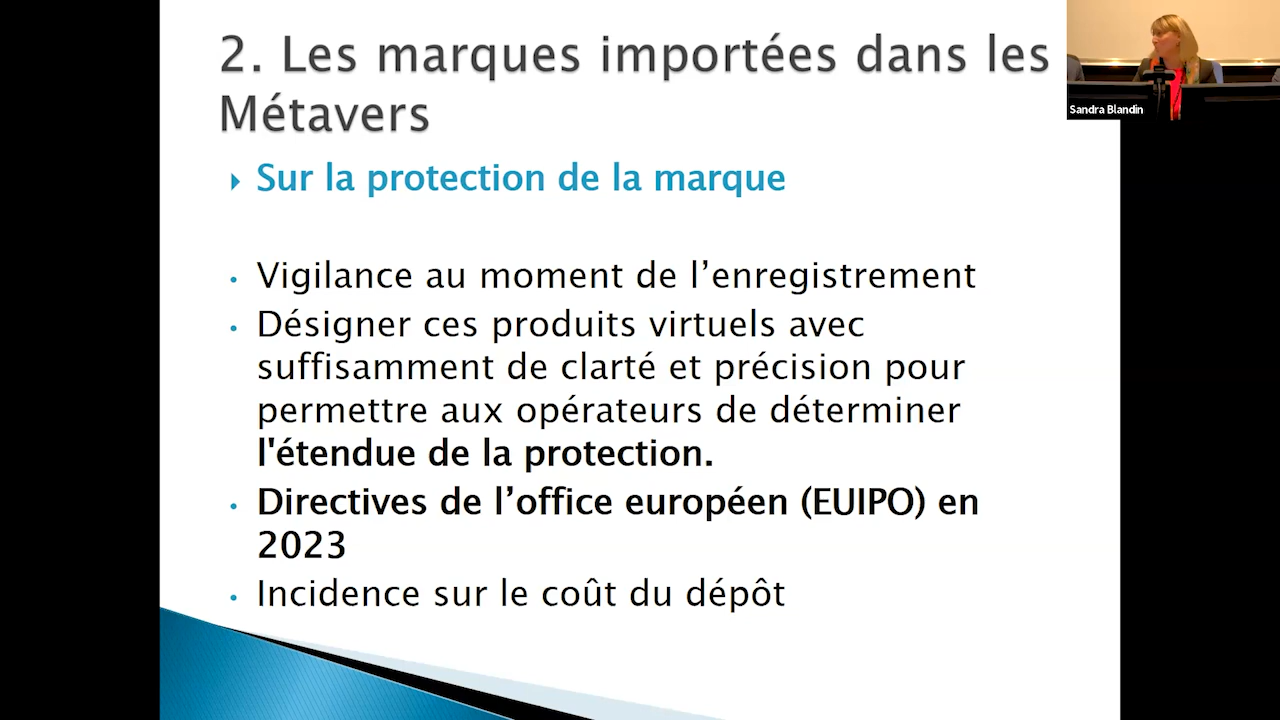 2. Les marques importées dans les
Métavers
Sur la protection de la marque
Vigilance au moment de l’enregistrement
Désigner ces produits virtuels avec
suffisamment de clarté et précision pour
permettre aux opérateurs de déterminer
l'étendue de la protection.
Directives de l’office européen (EUIPO) en
2023
Incidence sur le coût du dépôt
Sandra Blandin